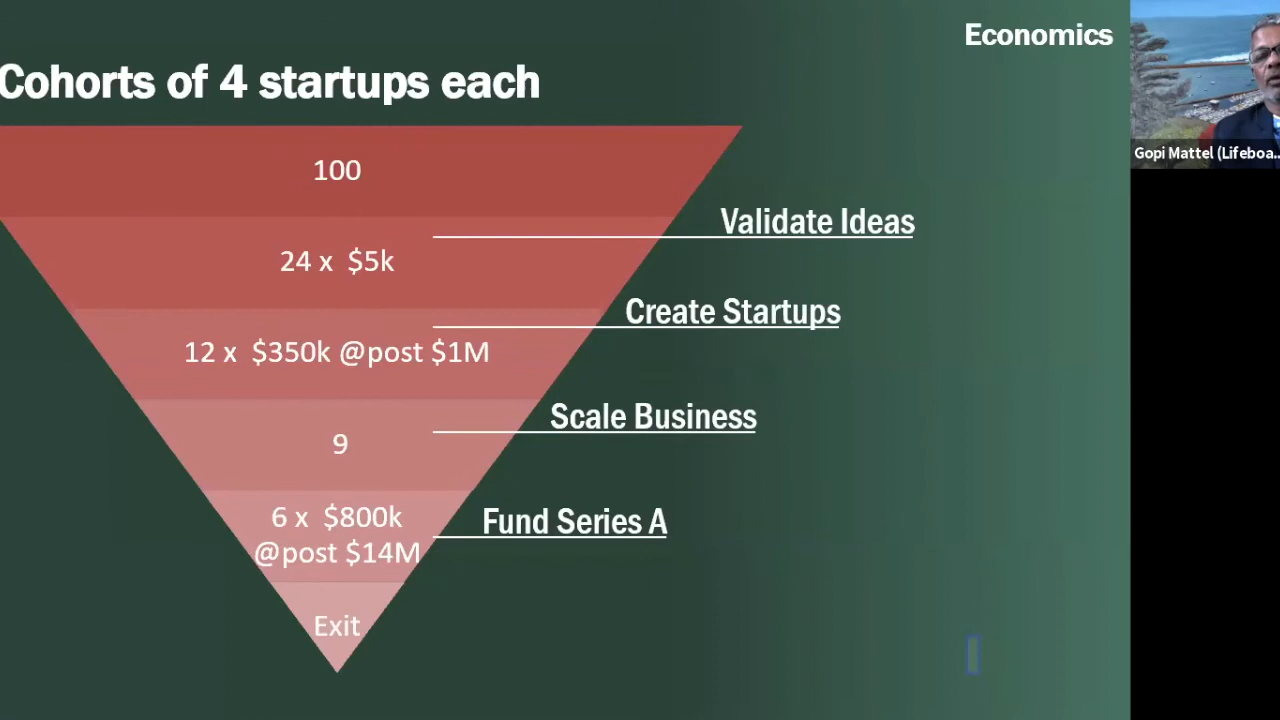 Economics
Cohorts of 4 startups each
100
Validate Ideas
24 x $5k
Create Startups
12 x $350k @post $1M
Scale Business
9
6 x $800k
@post $14M
Fund Series A
Exit
Gopi Mattel (Lifeboa...